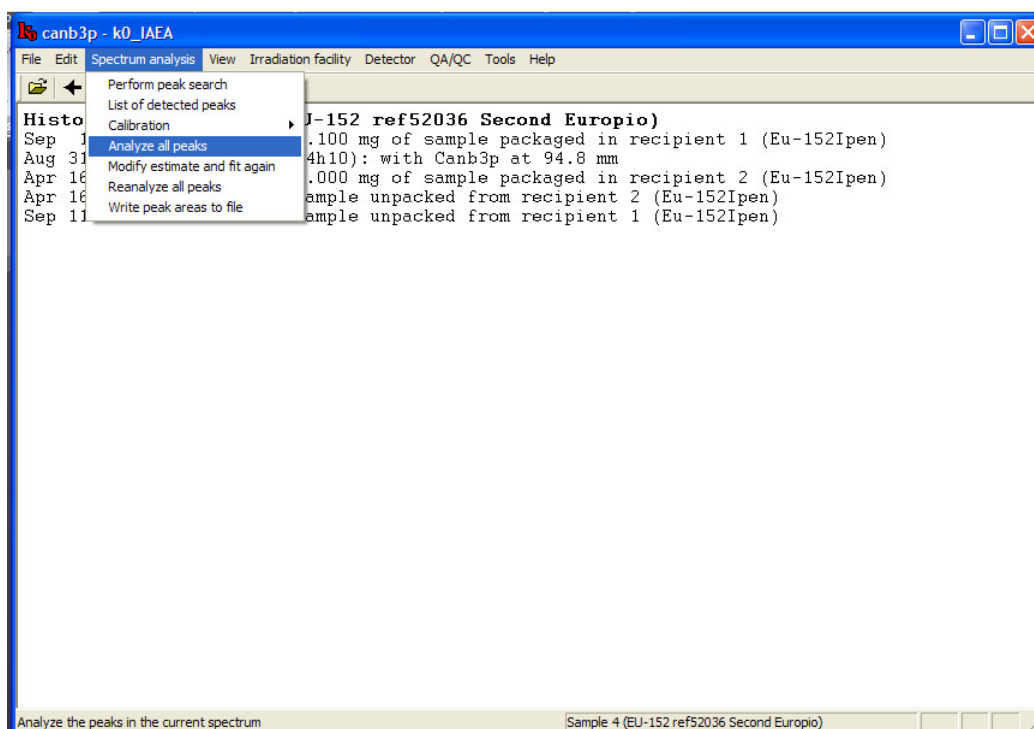 canb3p - k0_IAEA
File Edit Spectrum analysis View Irradiation facility Detector QA/QC Tools Help
Perform peak search
List of detected peaks
Calibration
Analyze all peaks
Modify estimate and fit again
Reanalyze all peaks
Write peak areas to file
Histo J-152 ref52036 Second Europio)
Sep 1 .100 mg of sample packaged in recipient 1 (Eu-152Ipen)
Aug 31 4h10): with Canb3p at 94.8 mm
Apr 16 .000 mg of sample packaged in recipient 2 (Eu-152Ipen)
Apr 16 ample unpacked from recipient 2 (Eu-152Ipen)
Sep 11 ample unpacked from recipient 1 (Eu-152Ipen)
Analyze the peaks in the current spectrum Sample 4 (EU-152 ref52036 Second Europio)